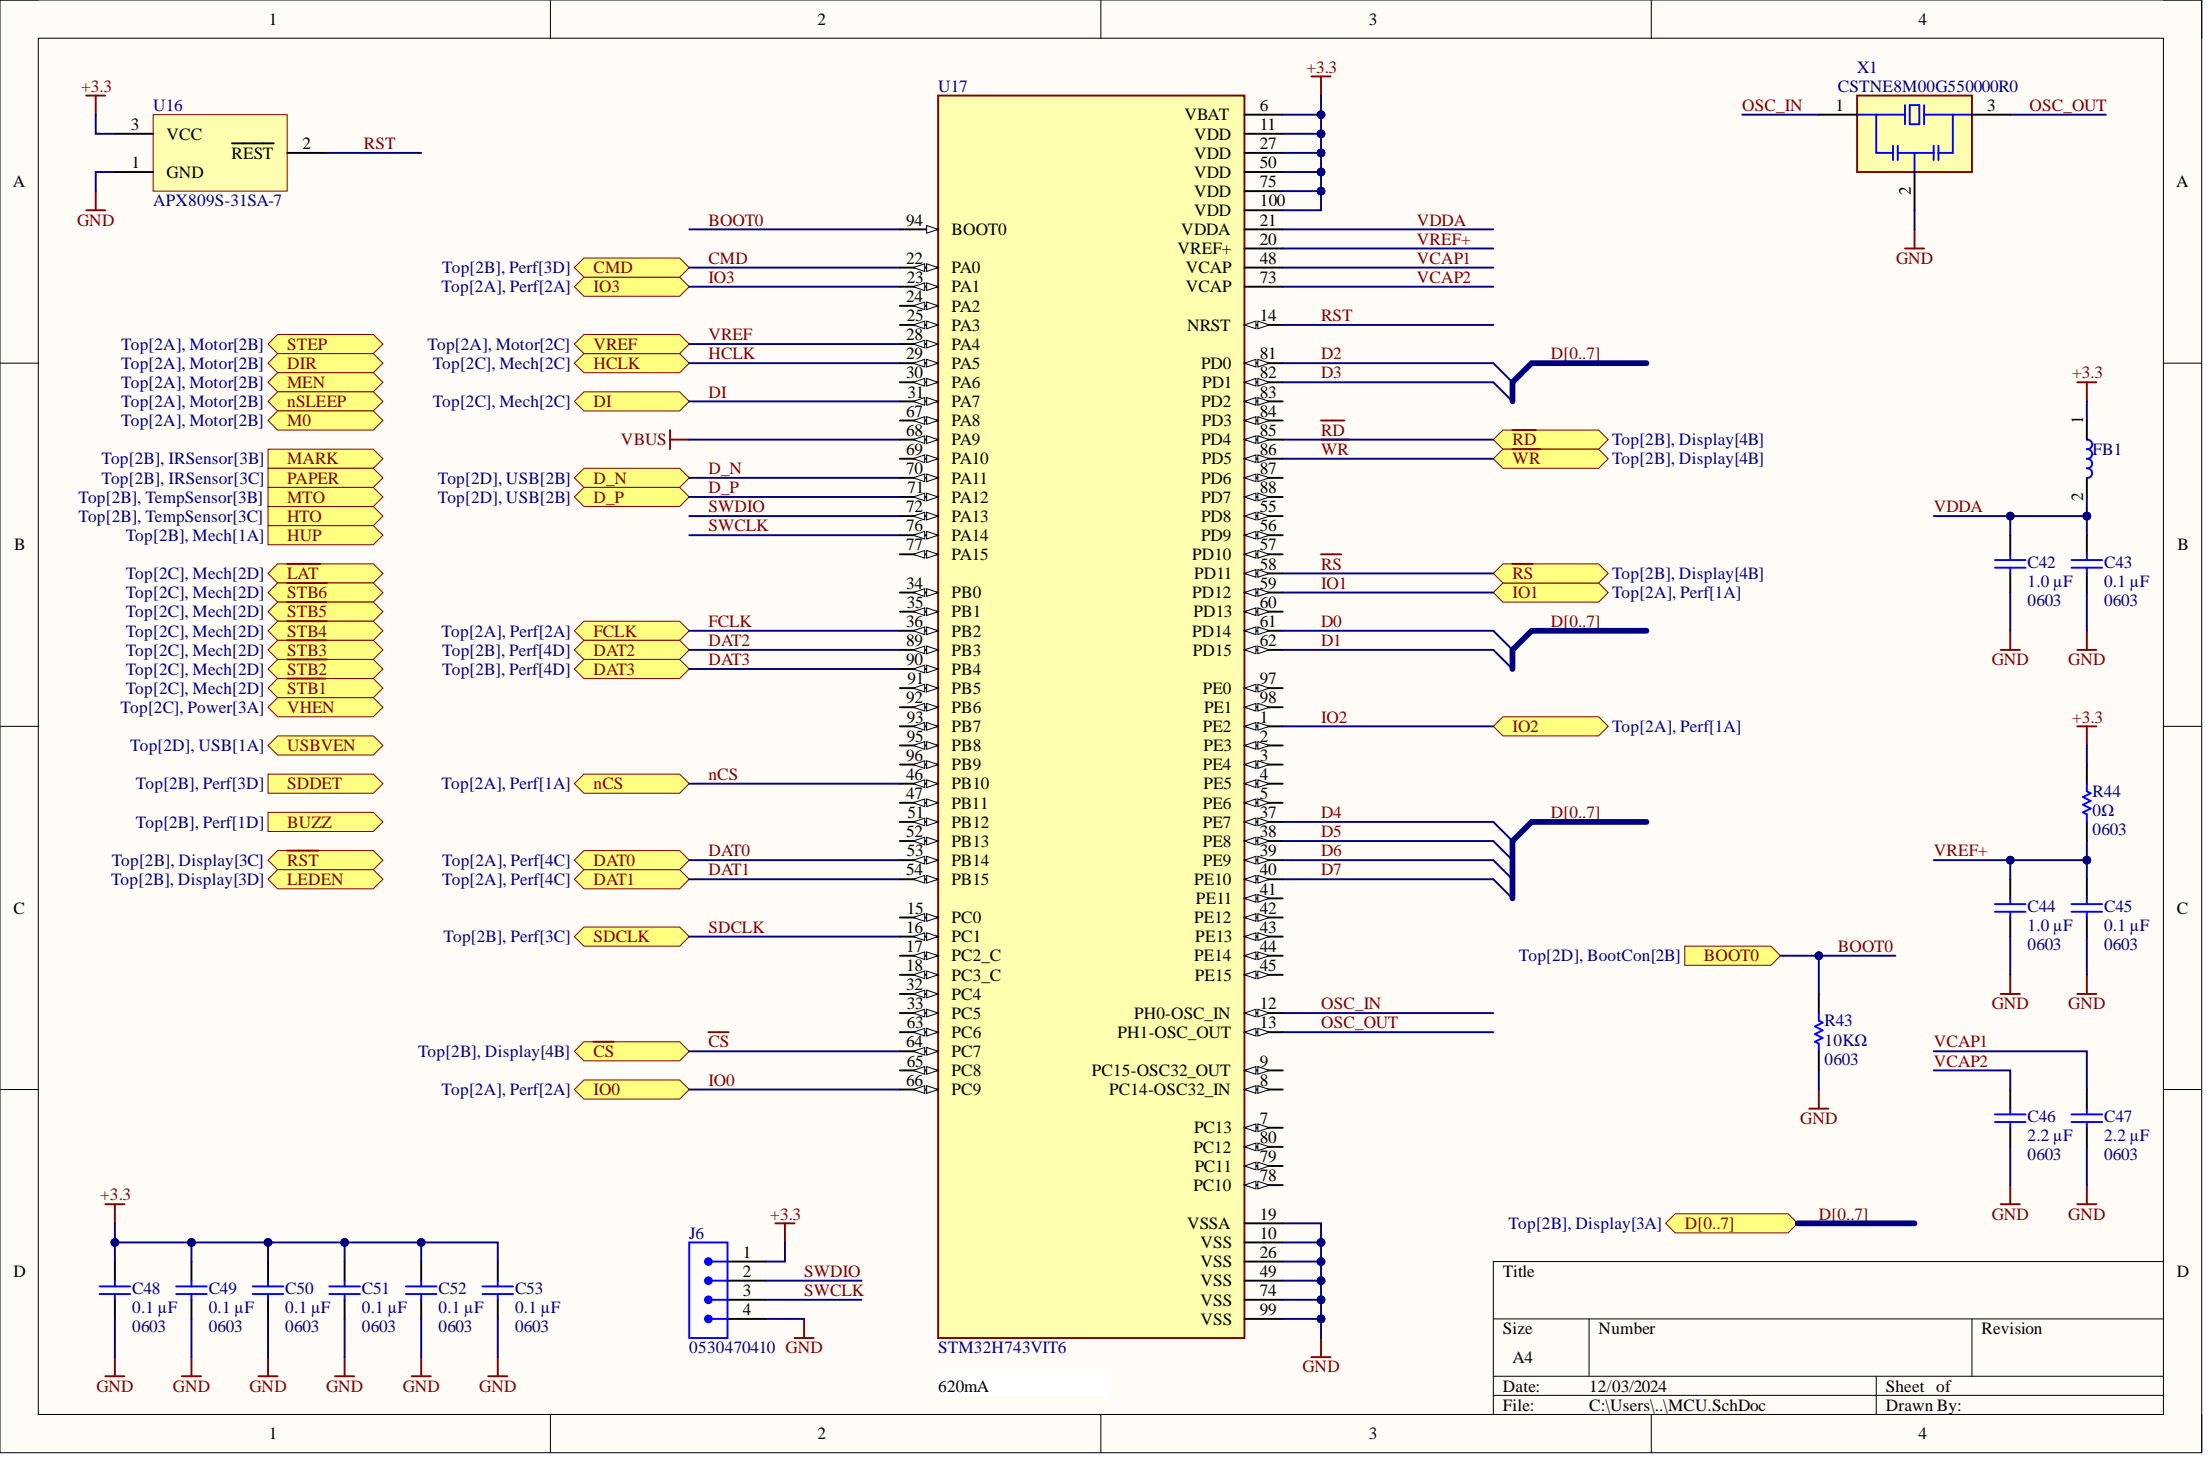 1 2 3 4
A
B
C
D
+3.3
U16
3 VCC
REST 2 RST
1 GND
APX809S-31SA-7
GND
Top[2A], Motor[2B] STEP
Top[2A], Motor[2B] DIR
Top[2A], Motor[2B] MEN
Top[2A], Motor[2B] nSLEEP
Top[2A], Motor[2B] M0
Top[2B], IRSensor[3B] MARK
Top[2B], IRSensor[3C] PAPER
Top[2B], TempSensor[3B] MTO
Top[2B], TempSensor[3C] HTO
Top[2B], Mech[1A] HUP
Top[2C], Mech[2D] LAT
Top[2C], Mech[2D] STB6
Top[2C], Mech[2D] STB5
Top[2C], Mech[2D] STB4
Top[2C], Mech[2D] STB3
Top[2C], Mech[2D] STB2
Top[2C], Mech[2D] STB1
Top[2C], Power[3A] VHEN
Top[2D], USB[1A] USBVEN
Top[2B], Perf[3D] SDDET
Top[2B], Perf[1D] BUZZ
Top[2B], Display[3C] RST
Top[2B], Display[3D] LEDEN
U17
BOOT0 94 BOOT0
Top[2B], Perf[3D] CMD CMD 22 PA0
Top[2A], Perf[2A] IO3 IO3 23 PA1
24 PA2
25 PA3
Top[2A], Motor[2C] VREF VREF 28 PA4
Top[2C], Mech[2C] HCLK HCLK 29 PA5
30 PA6
Top[2C], Mech[2C] DI DI 31 PA7
67 PA8
VBUS 68 PA9
69 PA10
Top[2D], USB[2B] D_N D_N 70 PA11
Top[2D], USB[2B] D_P D_P 71 PA12
SWDIO 72 PA13
SWCLK 76 PA14
77 PA15
34 PB0
35 PB1
Top[2A], Perf[2A] FCLK FCLK 36 PB2
Top[2B], Perf[4D] DAT2 DAT2 89 PB3
Top[2B], Perf[4D] DAT3 DAT3 90 PB4
91 PB5
92 PB6
93 PB7
95 PB8
96 PB9
Top[2A], Perf[1A] nCS nCS 46 PB10
47 PB11
51 PB12
52 PB13
Top[2A], Perf[4C] DAT0 DAT0 53 PB14
Top[2A], Perf[4C] DAT1 DAT1 54 PB15
15 PC0
Top[2B], Perf[3C] SDCLK SDCLK 16 PC1
17 PC2_C
18 PC3_C
32 PC4
33 PC5
63 PC6
Top[2B], Display[4B] CS CS 64 PC7
65 PC8
Top[2A], Perf[2A] IO0 IO0 66 PC9
+3.3
VBAT 6
VDD 11
VDD 27
VDD 50
VDD 75
VDD 100
VDDA 21 VDDA
VREF+ 20 VREF+
VCAP 48 VCAP1
VCAP 73 VCAP2
NRST 14 RST
PD0 81 D2 D[0..7]
PD1 82 D3
PD2 83
PD3 84
PD4 85 RD RD Top[2B], Display[4B]
PD5 86 WR WR Top[2B], Display[4B]
PD6 87
PD7 88
PD8 55
PD9 56
PD10 57
PD11 58 RS RS Top[2B], Display[4B]
PD12 59 IO1 IO1 Top[2A], Perf[1A]
PD13 60
PD14 61 D0 D[0..7]
PD15 62 D1
PE0 97
PE1 98
PE2 1 IO2 IO2 Top[2A], Perf[1A]
PE3 2
PE4 3
PE5 4
PE6 5
PE7 37 D4 D[0..7]
PE8 38 D5
PE9 39 D6
PE10 40 D7
PE11 41
PE12 42
PE13 43
PE14 44
PE15 45
PH0-OSC_IN 12 OSC_IN
PH1-OSC_OUT 13 OSC_OUT
PC15-OSC32_OUT 9
PC14-OSC32_IN 8
PC13 7
PC12 80
PC11 79
PC10 78
VSSA 19
VSS 10
VSS 26
VSS 49
VSS 74
VSS 99
GND
STM32H743VIT6
620mA
X1
CSTNE8M00G550000R0
OSC_IN 1 3 OSC_OUT
2
GND
+3.3
1
FB1
2
VDDA
C42 C43
1.0 µF 0.1 µF
0603 0603
GND GND
+3.3
R44
0Ω
0603
VREF+
C44 C45
1.0 µF 0.1 µF
0603 0603
GND GND
Top[2D], BootCon[2B] BOOT0 BOOT0
R43
10KΩ
0603
GND
VCAP1
VCAP2
C46 C47
2.2 µF 2.2 µF
0603 0603
GND GND
Top[2B], Display[3A] D[0..7] D[0..7]
+3.3
C48 C49 C50 C51 C52 C53
0.1 µF 0.1 µF 0.1 µF 0.1 µF 0.1 µF 0.1 µF
0603 0603 0603 0603 0603 0603
GND GND GND GND GND GND
J6
+3.3
1
2 SWDIO
3 SWCLK
4
0530470410 GND
Title
Size Number Revision
A4
Date: 12/03/2024 Sheet of
File: C:\Users\..\MCU.SchDoc Drawn By:
A
B
C
D
1 2 3 4